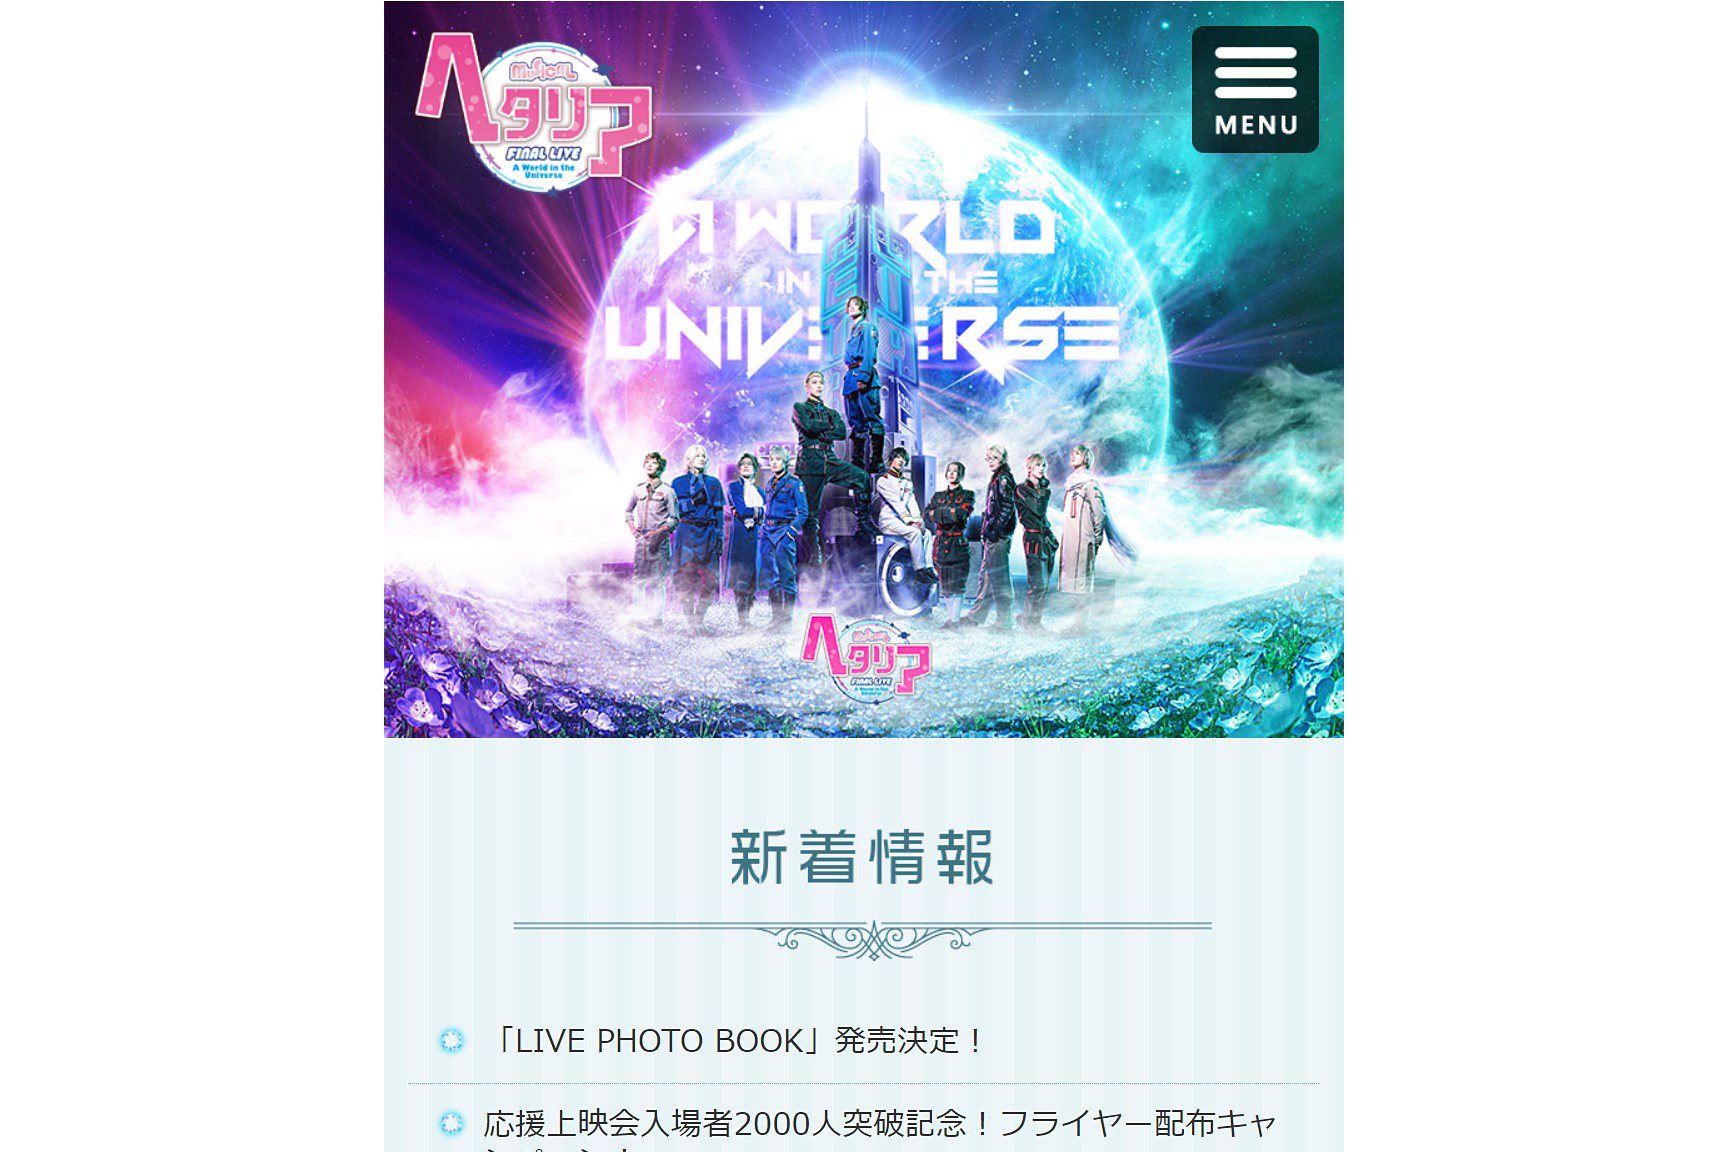 musical
ヘタリア
FINAL LIVE
A World in the
Universe
MENU
A WORLD
IN THE
UNIVERSE
musical
ヘタリア
FINAL LIVE
A World in the
Universe
新着情報
「LIVE PHOTO BOOK」発売決定！
応援上映会入場者2000人突破記念！フライヤー配布キャ